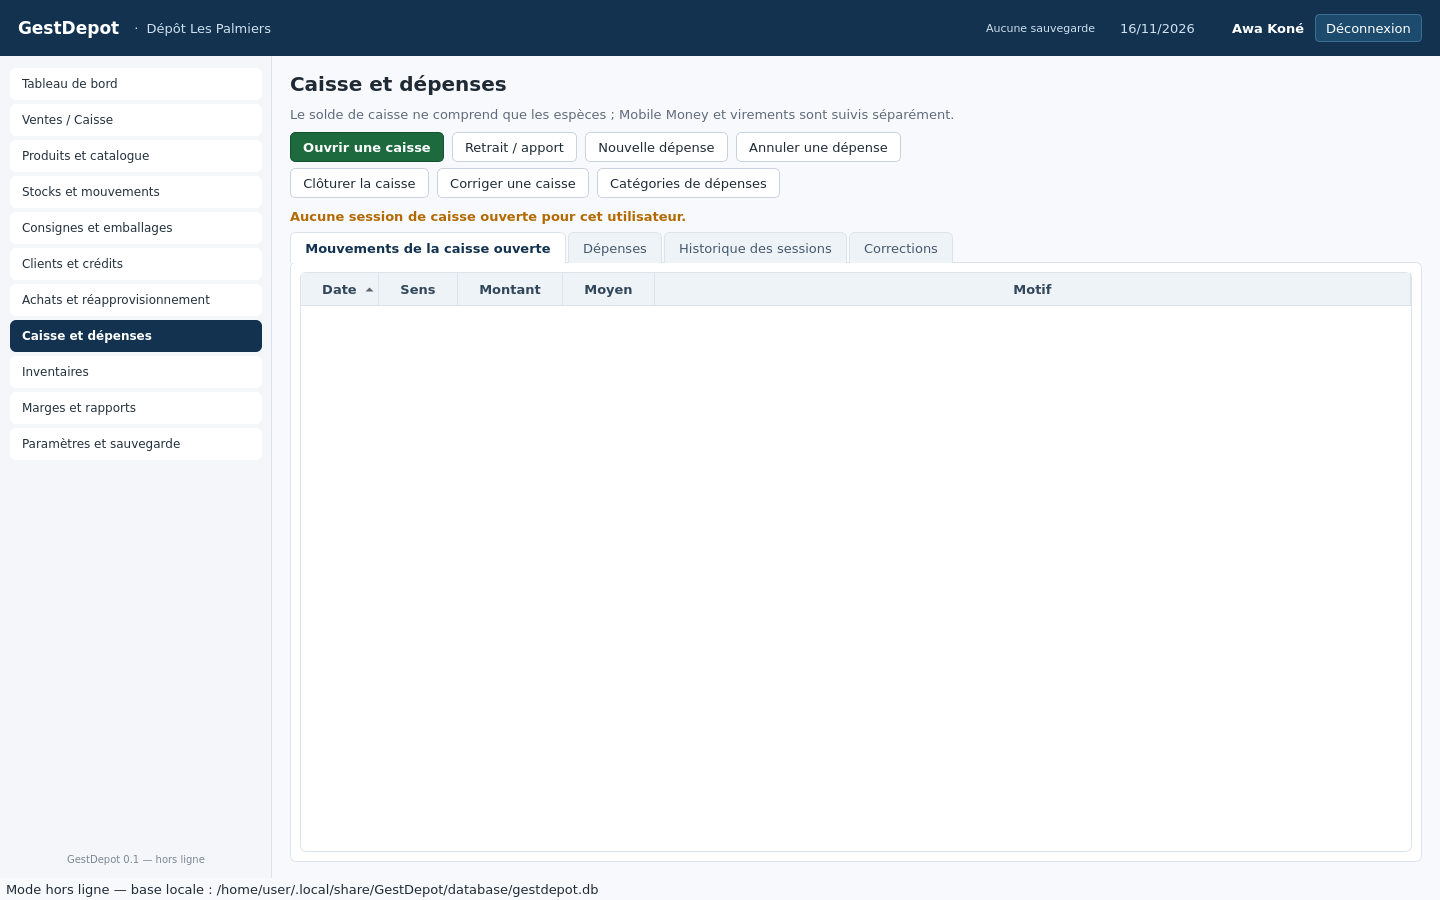 GestDepot · Dépôt Les Palmiers Aucune sauvegarde 16/11/2026 Awa Koné Déconnexion
Tableau de bord
Ventes / Caisse
Produits et catalogue
Stocks et mouvements
Consignes et emballages
Clients et crédits
Achats et réapprovisionnement
Caisse et dépenses
Inventaires
Marges et rapports
Paramètres et sauvegarde
GestDepot 0.1 — hors ligne
Caisse et dépenses
Le solde de caisse ne comprend que les espèces ; Mobile Money et virements sont suivis séparément.
Ouvrir une caisse Retrait / apport Nouvelle dépense Annuler une dépense
Clôturer la caisse Corriger une caisse Catégories de dépenses
Aucune session de caisse ouverte pour cet utilisateur.
Mouvements de la caisse ouverte Dépenses Historique des sessions Corrections
Date Sens Montant Moyen Motif
Mode hors ligne — base locale : /home/user/.local/share/GestDepot/database/gestdepot.db